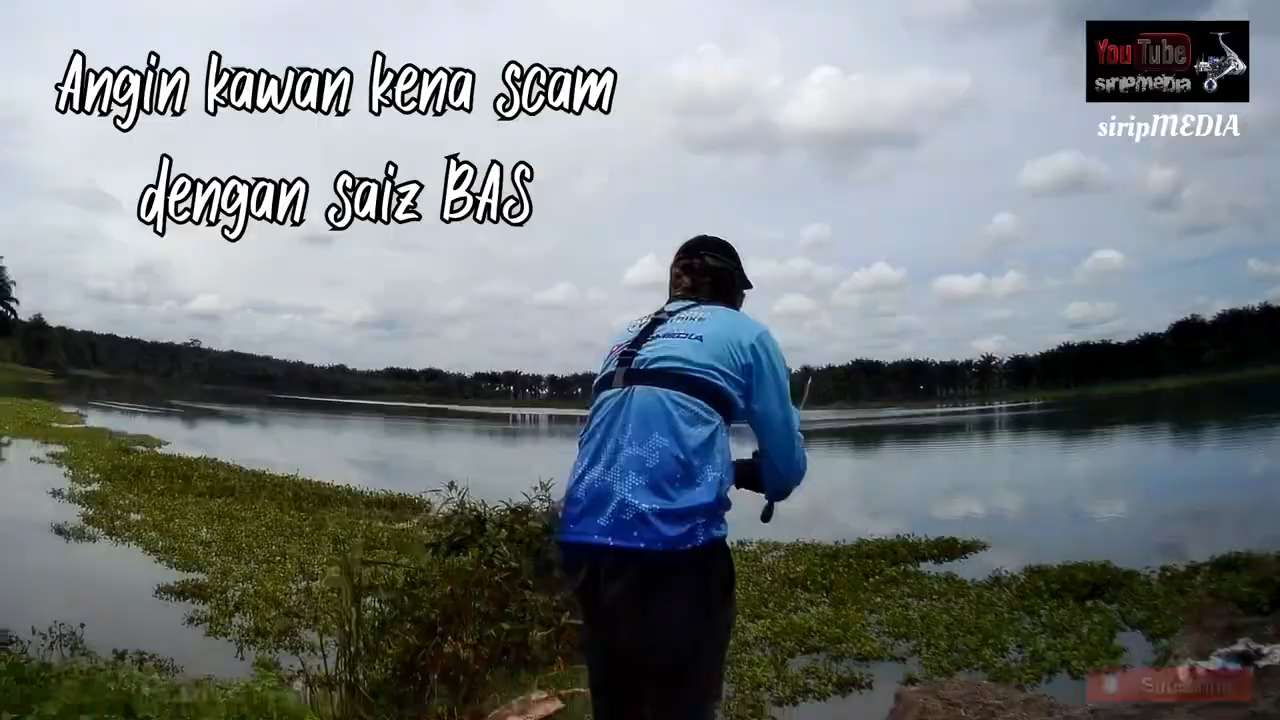 Angin kawan kena scam
dengan saiz BAS
YouTube
siripmedia
siripMEDIA